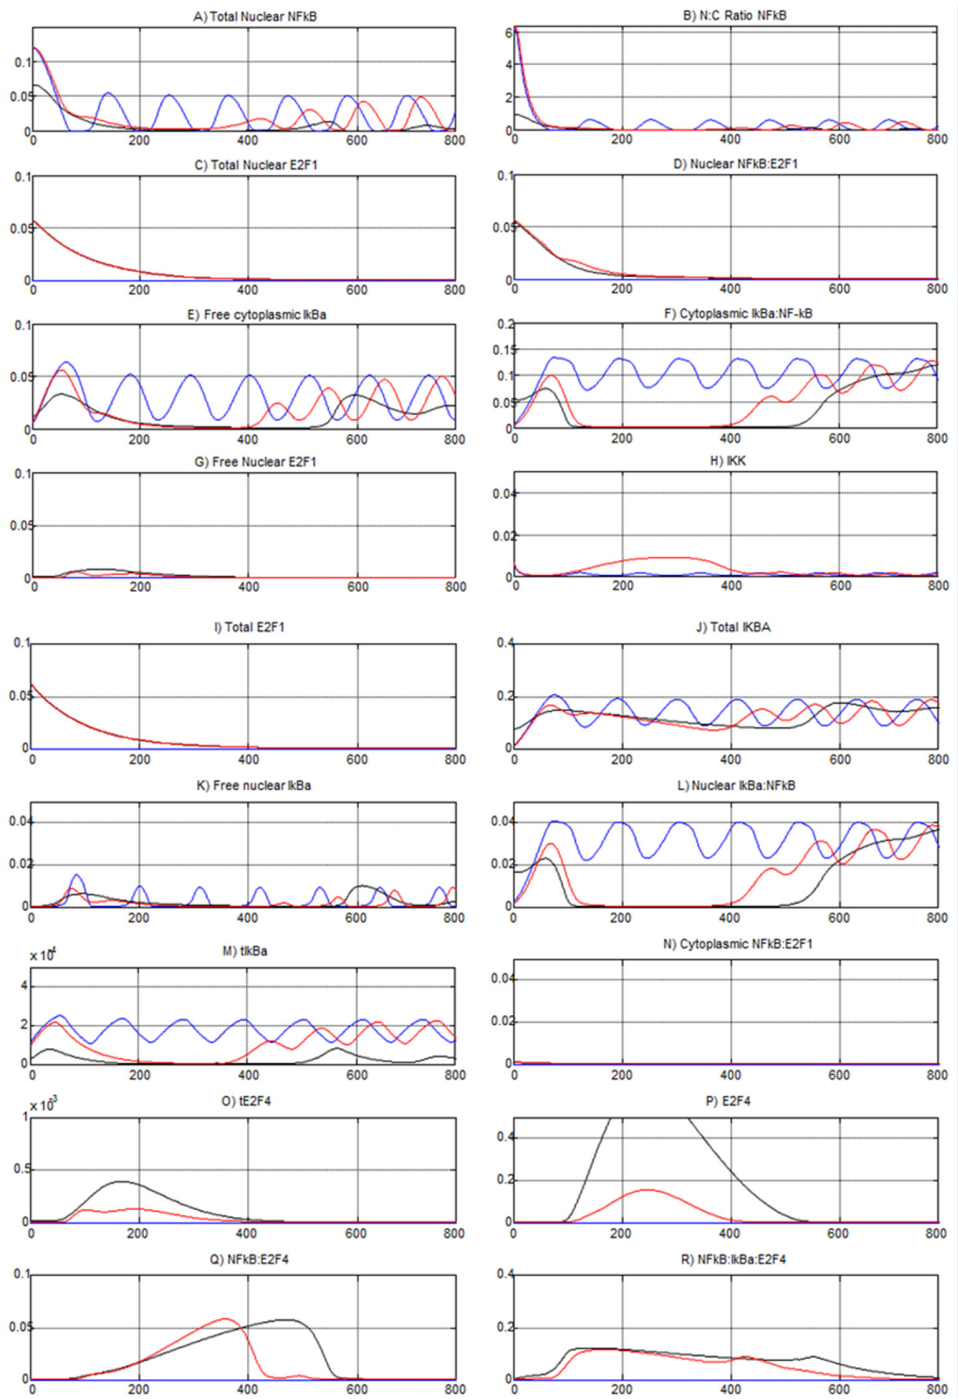 A) Total Nuclear NFkB
0.1
0.05
0
0 200 400 600 800
B) N:C Ratio NFkB
6
4
2
0
0 200 400 600 800
C) Total Nuclear E2F1
0.1
0.05
0
0 200 400 600 800
D) Nuclear NFkB:E2F1
0.1
0.05
0
0 200 400 600 800
E) Free cytoplasmic IkBa
0.1
0.05
0
0 200 400 600 800
F) Cytoplasmic IkBa:NF-kB
0.2
0.15
0.1
0.05
0
0 200 400 600 800
G) Free Nuclear E2F1
0.1
0.05
0
0 200 400 600 800
H) IKK
0.04
0.02
0
0 200 400 600 800
I) Total E2F1
0.1
0.05
0
0 200 400 600 800
J) Total IKBA
0.4
0.2
0
0 200 400 600 800
K) Free nuclear IkBa
0.04
0.02
0
0 200 400 600 800
L) Nuclear IkBa:NFkB
0.04
0.02
0
0 200 400 600 800
M) tIkBa
x 10⁴
4
2
0
0 200 400 600 800
N) Cytoplasmic NFkB:E2F1
0.04
0.02
0
0 200 400 600 800
O) tE2F4
x 10³
1
0.5
0
0 200 400 600 800
P) E2F4
0.4
0.2
0
0 200 400 600 800
Q) NFkB:E2F4
0.1
0.05
0
0 200 400 600 800
R) NFkB:IkBa:E2F4
0.4
0.2
0
0 200 400 600 800